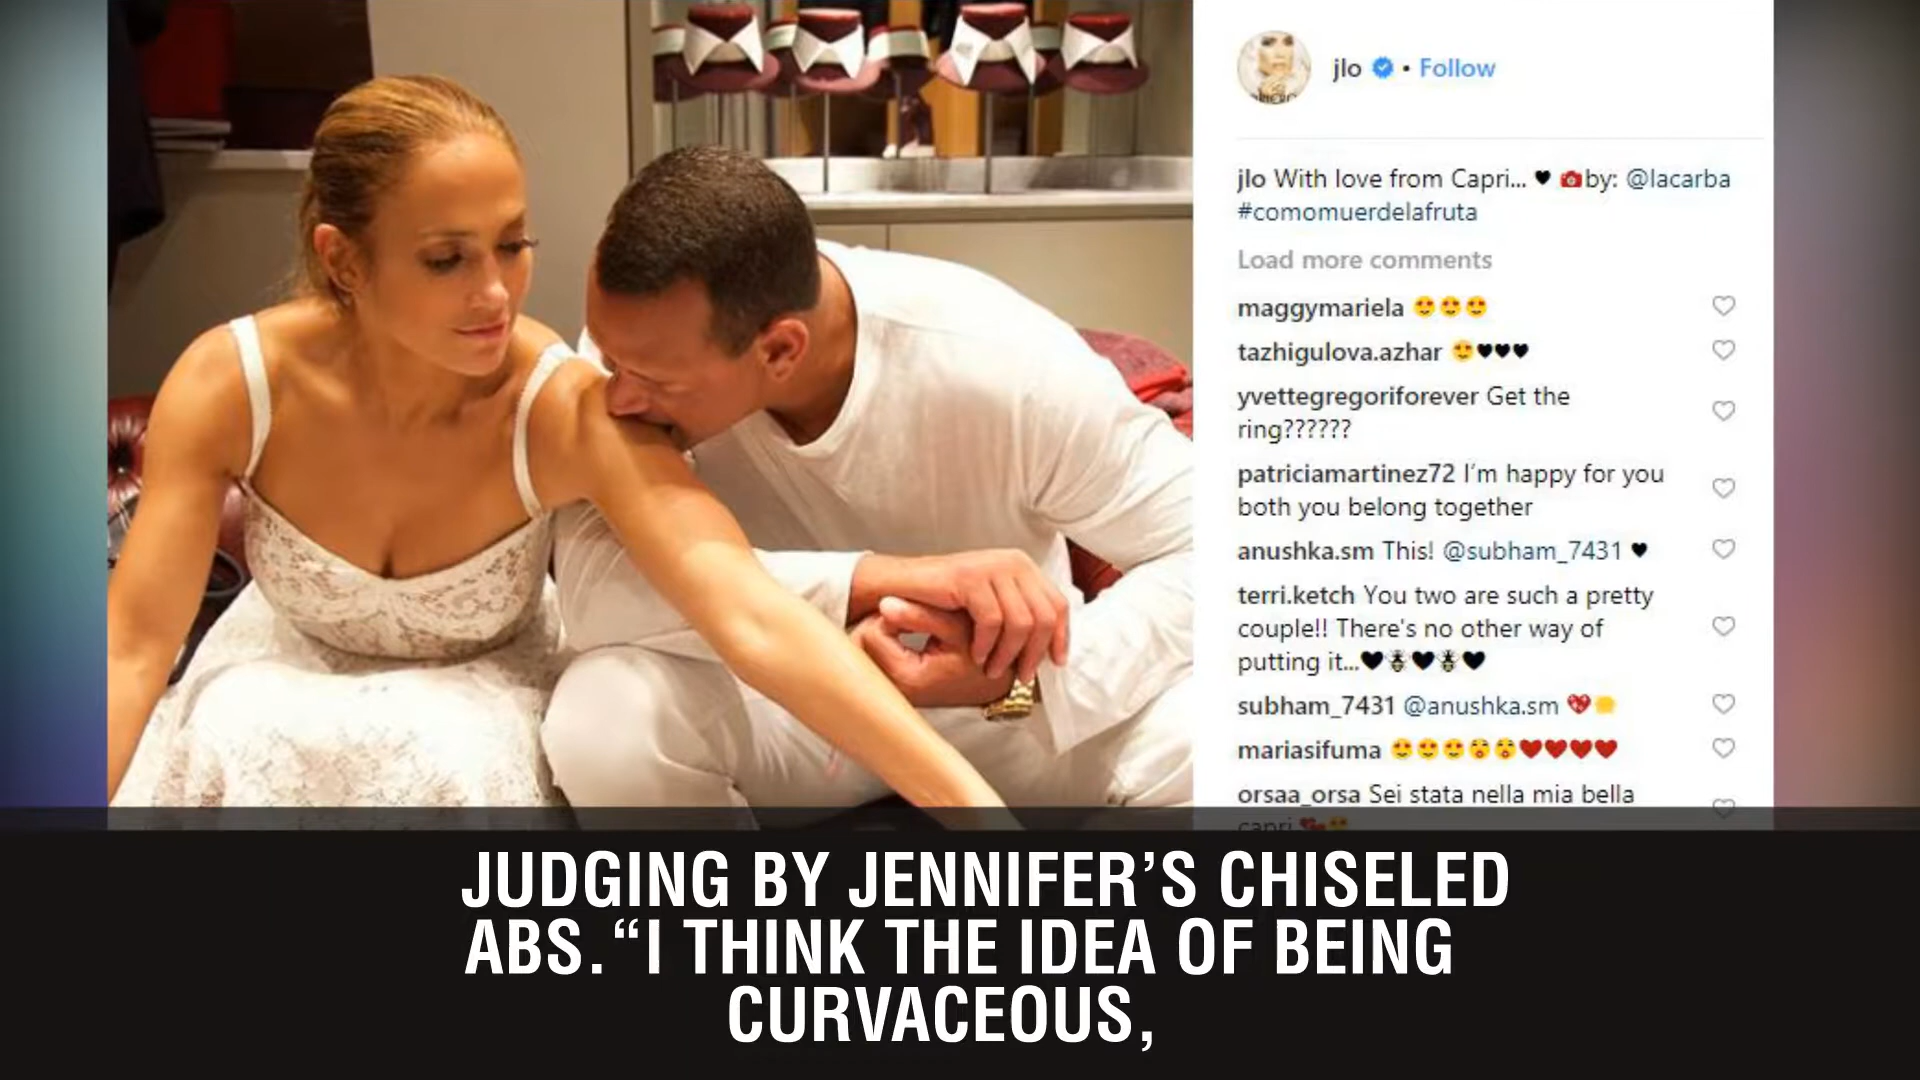 jlo • Follow
jlo With love from Capri... ♥ 📷by: @lacarba
#comomuerdelafruta
Load more comments
maggymariela 😍😍😍
tazhigulova.azhar 😍♥♥♥
yvettegregoriforever Get the
ring??????
patriciamartinez72 I'm happy for you
both you belong together
anushka.sm This! @subham_7431 ♥
terri.ketch You two are such a pretty
couple!! There's no other way of
putting it...♥🐝♥🐝♥
subham_7431 @anushka.sm 💖
mariasifuma 😍😍😍😲😲❤❤❤❤
orsaa_orsa Sei stata nella mia bella
capri
JUDGING BY JENNIFER’S CHISELED
ABS. “I THINK THE IDEA OF BEING
CURVACEOUS,